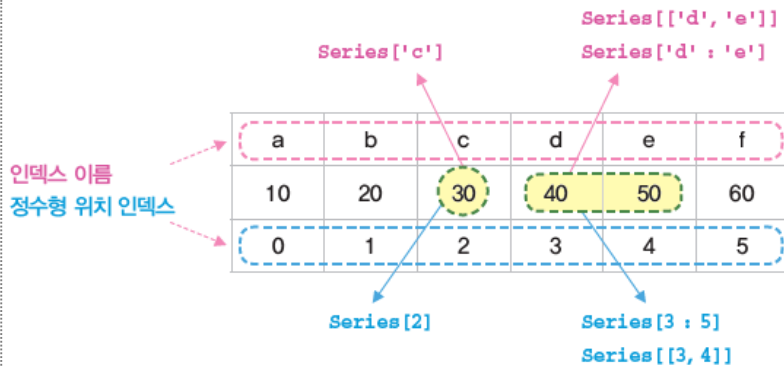 Series[['d', 'e']]
Series['c']
Series['d' : 'e']
a b c d e f
인덱스 이름
10 20 30 40 50 60
정수형 위치 인덱스
0 1 2 3 4 5
Series[2]
Series[3 : 5]
Series[[3, 4]]